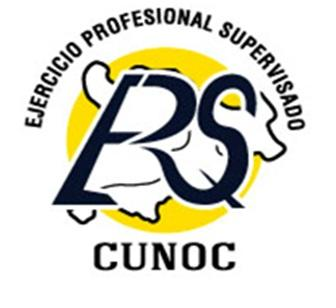 EJERCICIO PROFESIONAL SUPERVISADO
EPS
CUNOC